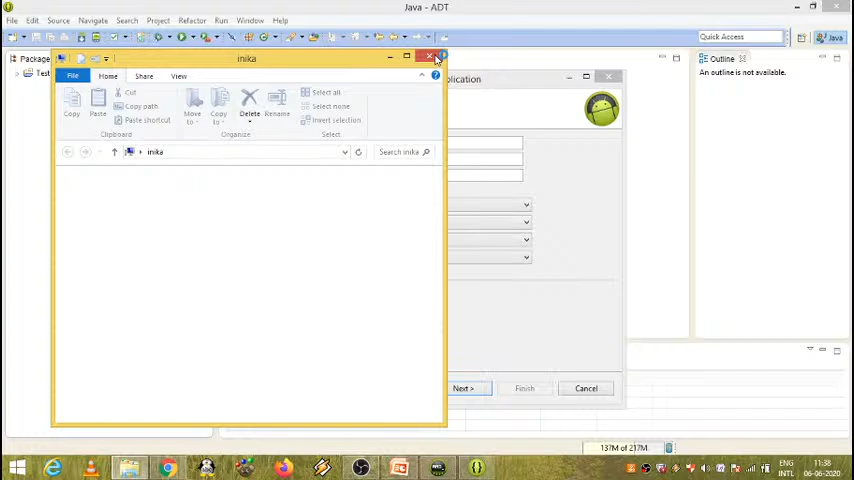 Java - ADT
File Edit Source Navigate Search Project Refactor Run Window Help
Quick Access
Java
Package
inika
Outline
Test
File Home Share View
plication
An outline is not available.
Cut
Copy path
Paste shortcut
Copy Paste
Move to Copy to Delete Rename
Select all
Select none
Invert selection
Clipboard Organize Select
inika
Search inika
Next > Finish Cancel
137M of 217M
ENG 11:38
INTL 06-06-2020